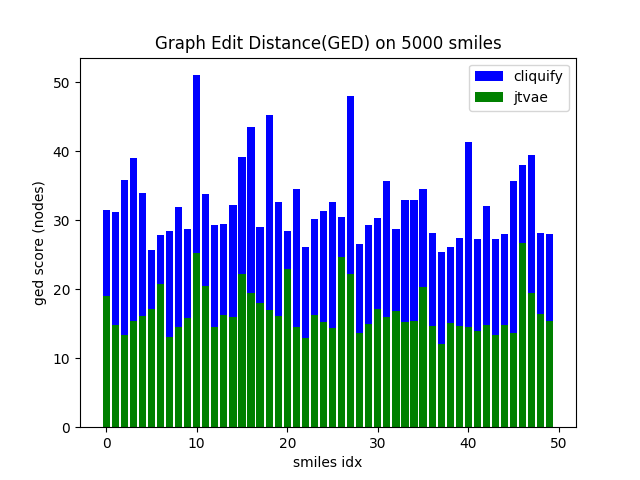 Graph Edit Distance(GED) on 5000 smiles
cliquify
jtvae
ged score (nodes)
50
40
30
20
10
0
0 10 20 30 40 50
smiles idx